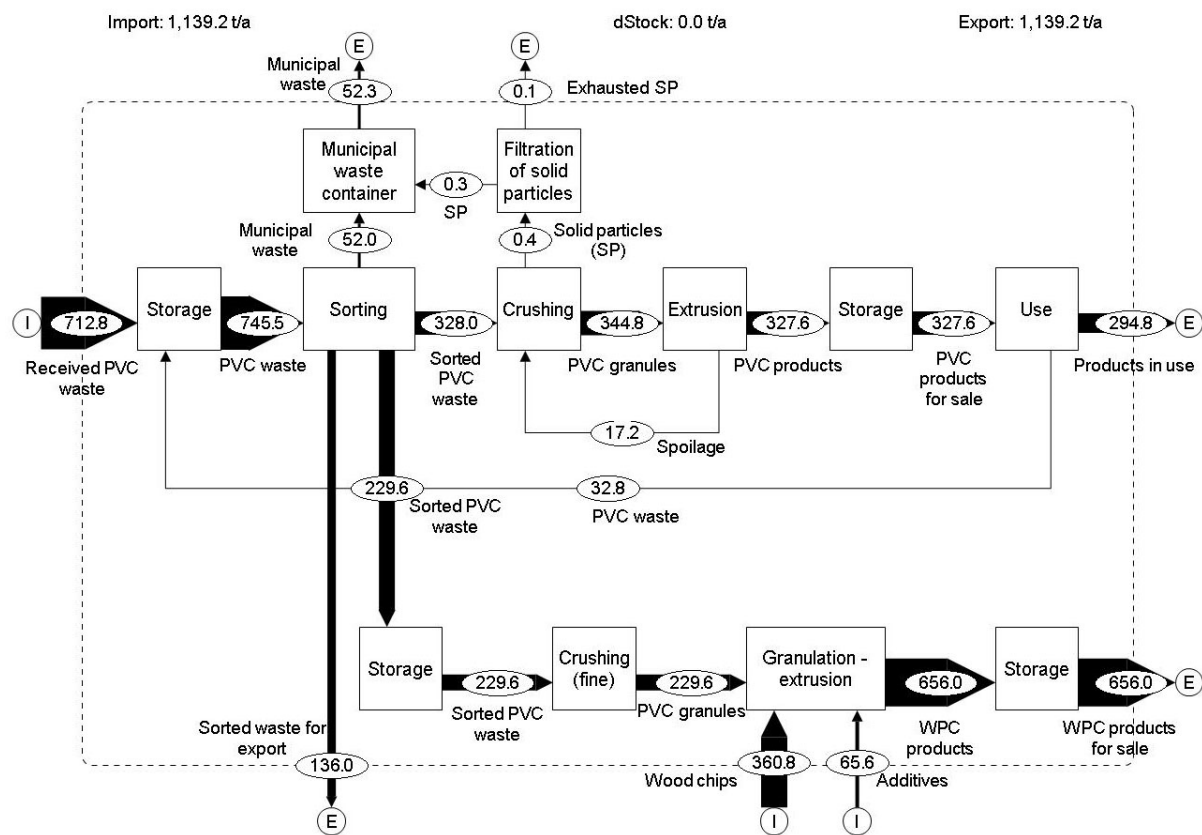 Import: 1,139.2 t/a
dStock: 0.0 t/a
Export: 1,139.2 t/a
E
E
Municipal
waste
52.3
0.1
Exhausted SP
Municipal
waste
container
0.3
SP
Filtration
of solid
particles
Municipal
waste
52.0
0.4
Solid particles
(SP)
I
712.8
Received PVC
waste
Storage
745.5
PVC waste
Sorting
328.0
Sorted
PVC
waste
Crushing
344.8
PVC granules
Extrusion
327.6
PVC products
Storage
327.6
PVC
products
for sale
Use
294.8
Products in use
E
17.2
Spoilage
229.6
Sorted PVC
waste
32.8
PVC waste
Storage
229.6
Sorted PVC
waste
Crushing
(fine)
229.6
PVC granules
Granulation -
extrusion
656.0
WPC
products
Storage
656.0
WPC products
for sale
E
Sorted waste for
export
136.0
E
Wood chips
360.8
I
65.6
Additives
I